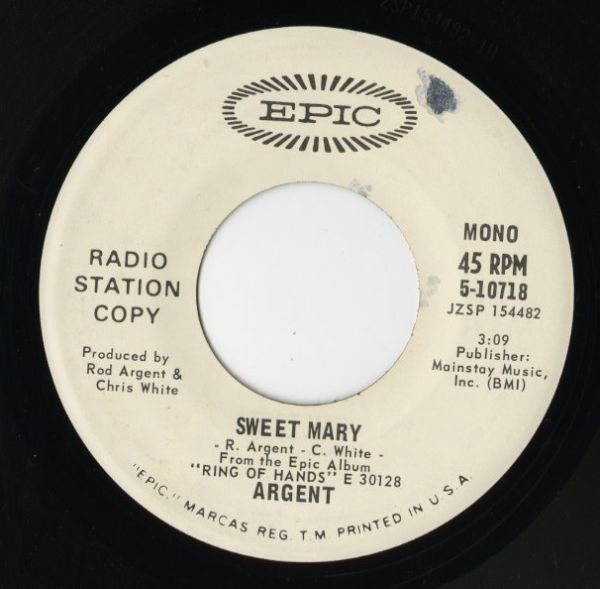 EPIC
RADIO
STATION
COPY
Produced by
Rod Argent &
Chris White
MONO
45 RPM
5-10718
JZSP 154482
3:09
Publisher:
Mainstay Music,
Inc. (BMI)
SWEET MARY
- R. Argent - C. White -
From the Epic Album
"RING OF HANDS" E 30128
ARGENT
"EPIC," MARCAS REG. T.M PRINTED IN U.S.A.